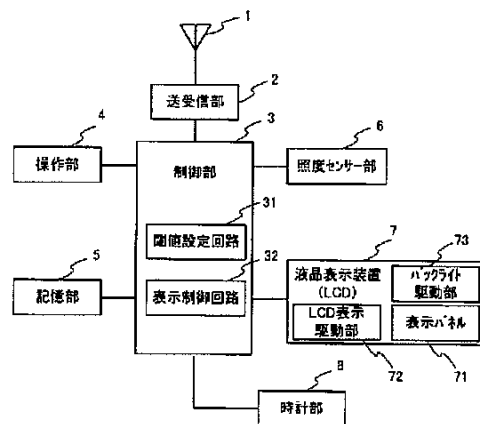 1
2
送受信部
4
3
6
操作部
制御部
照度センサー部
31
閾値設定回路
7
73
5
32
液晶表示装置
(LCD)
バックライト
駆動部
記憶部
表示制御回路
LCD表示
駆動部
表示パネル
72
71
8
時計部